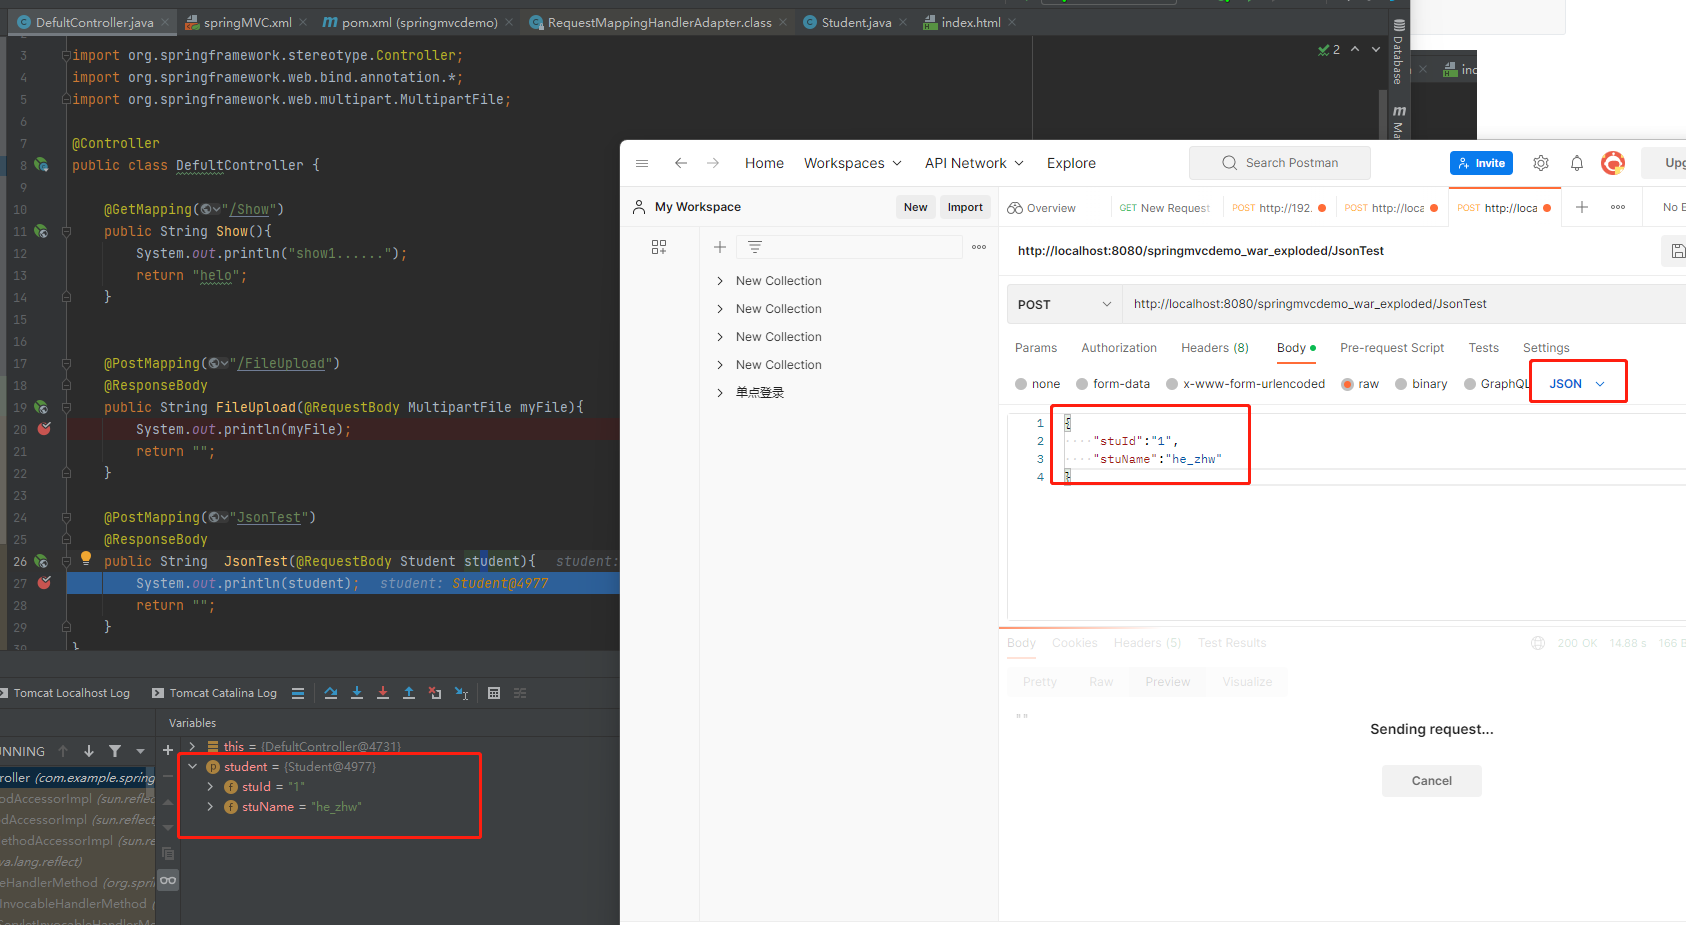 DefultController.java
springMVC.xml
pom.xml (springmvcdemo)
RequestMappingHandlerAdapter.class
Student.java
index.html
3 import org.springframework.stereotype.Controller;
4 import org.springframework.web.bind.annotation.*;
5 import org.springframework.web.multipart.MultipartFile;
6
7 @Controller
8 public class DefultController {
9
10 @GetMapping("/Show")
11 public String Show(){
12 System.out.println("show1......");
13 return "helo";
14 }
15
16
17 @PostMapping("/FileUpload")
18 @ResponseBody
19 public String FileUpload(@RequestBody MultipartFile myFile){
20 System.out.println(myFile);
21 return "";
22 }
23
24 @PostMapping("JsonTest")
25 @ResponseBody
26 public String JsonTest(@RequestBody Student student){ student:
27 System.out.println(student); student: Student@4977
28 return "";
29 }
30 }
2
Database
m
Ma
inc
Home
Workspaces
API Network
Explore
Search Postman
Invite
Upg
My Workspace
New
Import
Overview
GET New Request
POST http://192.
POST http://loca
POST http://loca
No E
New Collection
New Collection
New Collection
New Collection
单点登录
http://localhost:8080/springmvcdemo_war_exploded/JsonTest
POST
http://localhost:8080/springmvcdemo_war_exploded/JsonTest
Params
Authorization
Headers (8)
Body
Pre-request Script
Tests
Settings
none
form-data
x-www-form-urlencoded
raw
binary
GraphQL
JSON
1 {
2 "stuId":"1",
3 "stuName":"he_zhw"
4 }
Body
Cookies
Headers (5)
Test Results
200 OK
14.88 s
166 B
Pretty
Raw
Preview
Visualize
""
Sending request...
Cancel
Tomcat Localhost Log
Tomcat Catalina Log
Variables
UNNING
this = {DefultController@4731}
student = {Student@4977}
stuId = "1"
stuName = "he_zhw"
roller (com.example.spring
odAccessorImpl (sun.reflec
dAccessorImpl (sun.reflect
ethodAccessorImpl (sun.re
va.lang.reflect)
eHandlerMethod (org.spri
InvocableHandlerMethod (